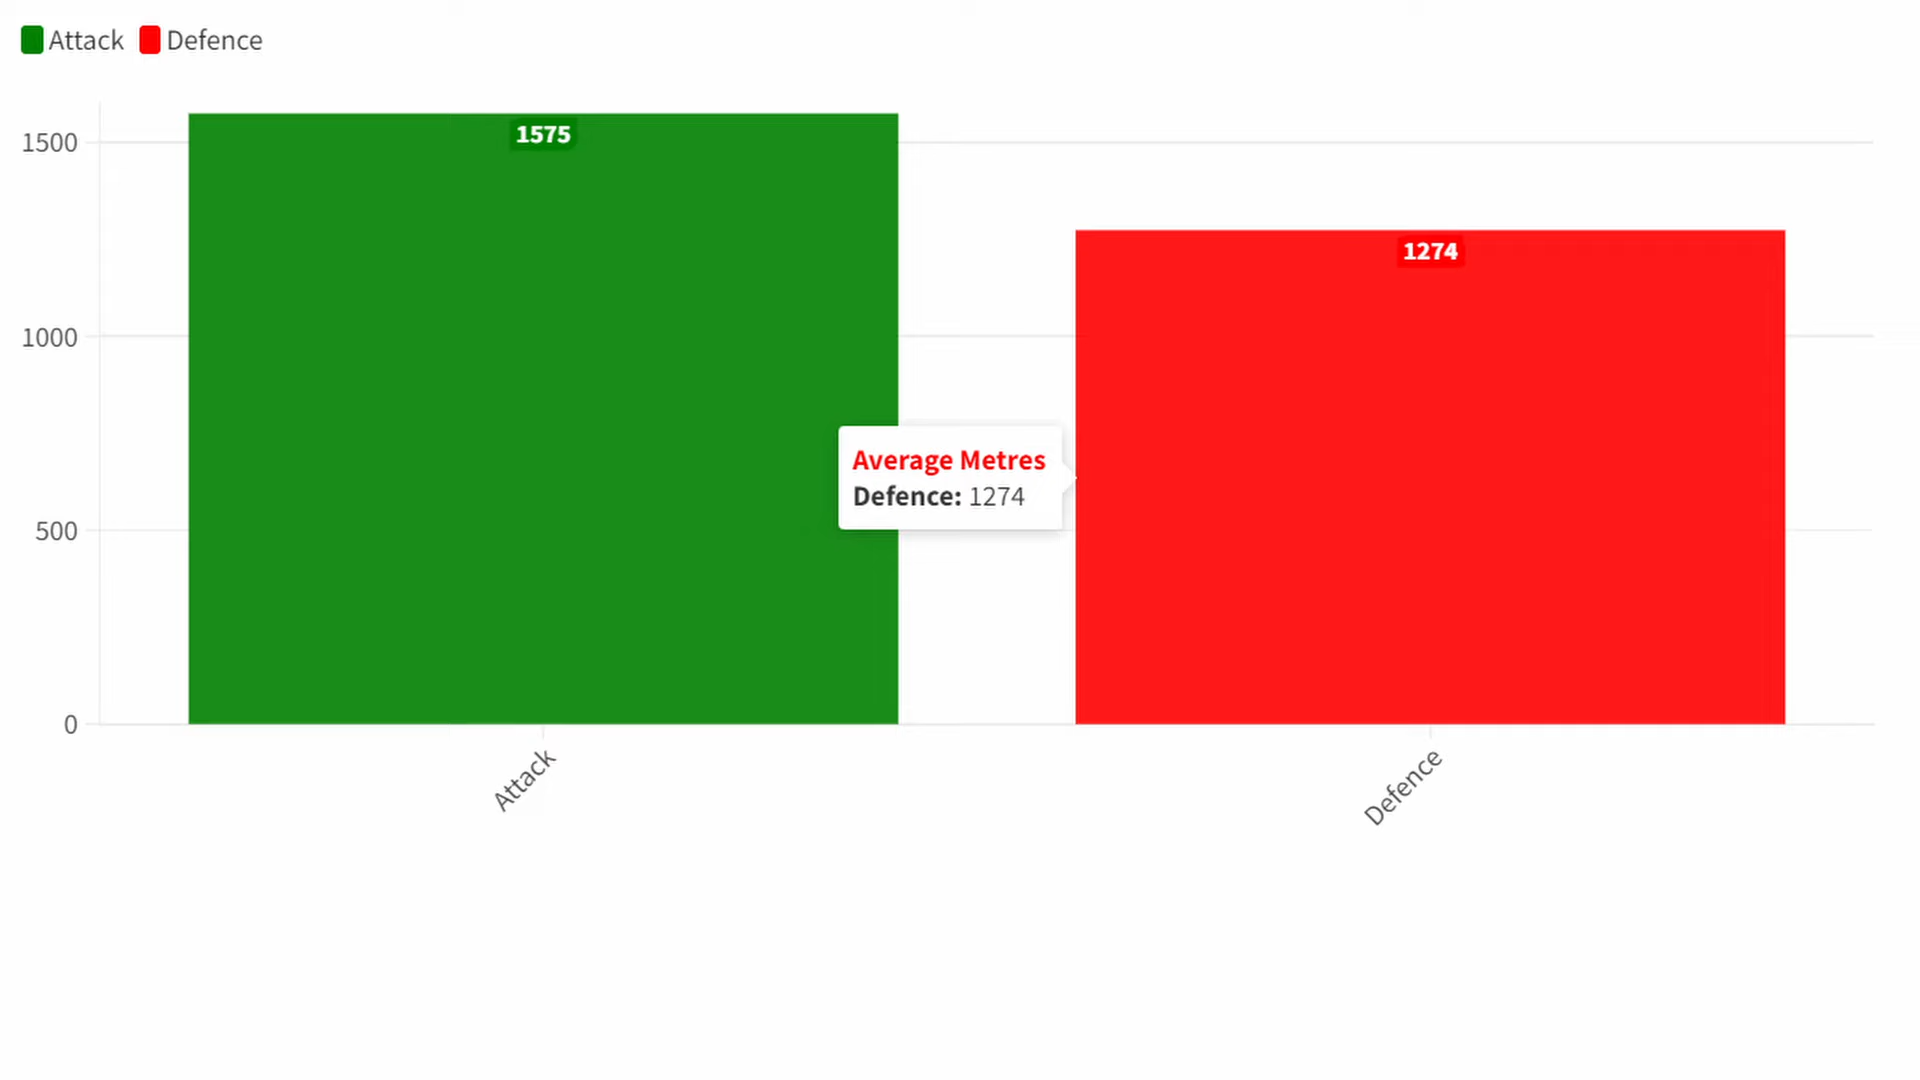 Attack Defence
1500
1000
500
0
1575
1274
Average Metres
Defence: 1274
Attack
Defence